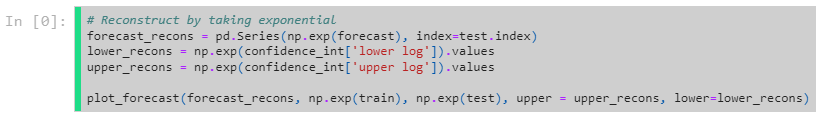 In [0]:
# Reconstruct by taking exponential
forecast_recons = pd.Series(np.exp(forecast), index=test.index)
lower_recons = np.exp(confidence_int['lower log']).values
upper_recons = np.exp(confidence_int['upper log']).values
plot_forecast(forecast_recons, np.exp(train), np.exp(test), upper = upper_recons, lower=lower_recons)